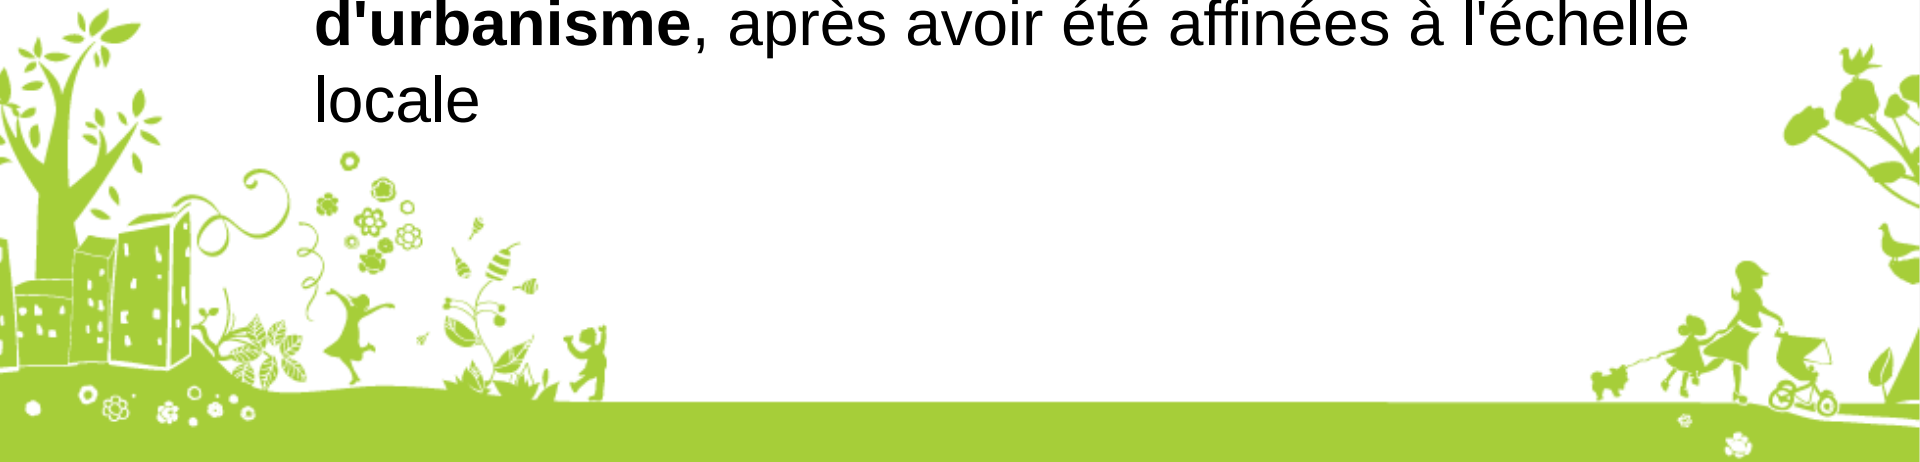 d'urbanisme, après avoir été affinées à l'échelle
locale